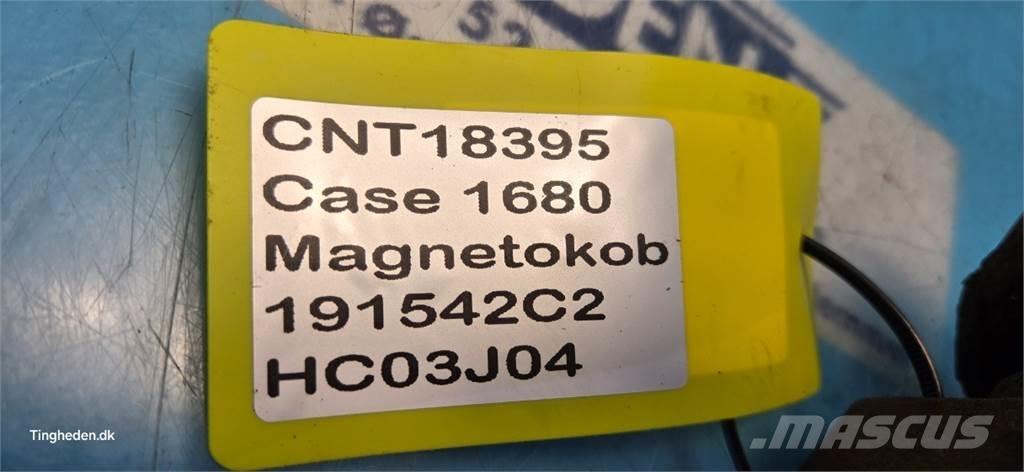 CNT18395
Case 1680
Magnetokob
191542C2
HC03J04
Tingheden.dk
MASCUS